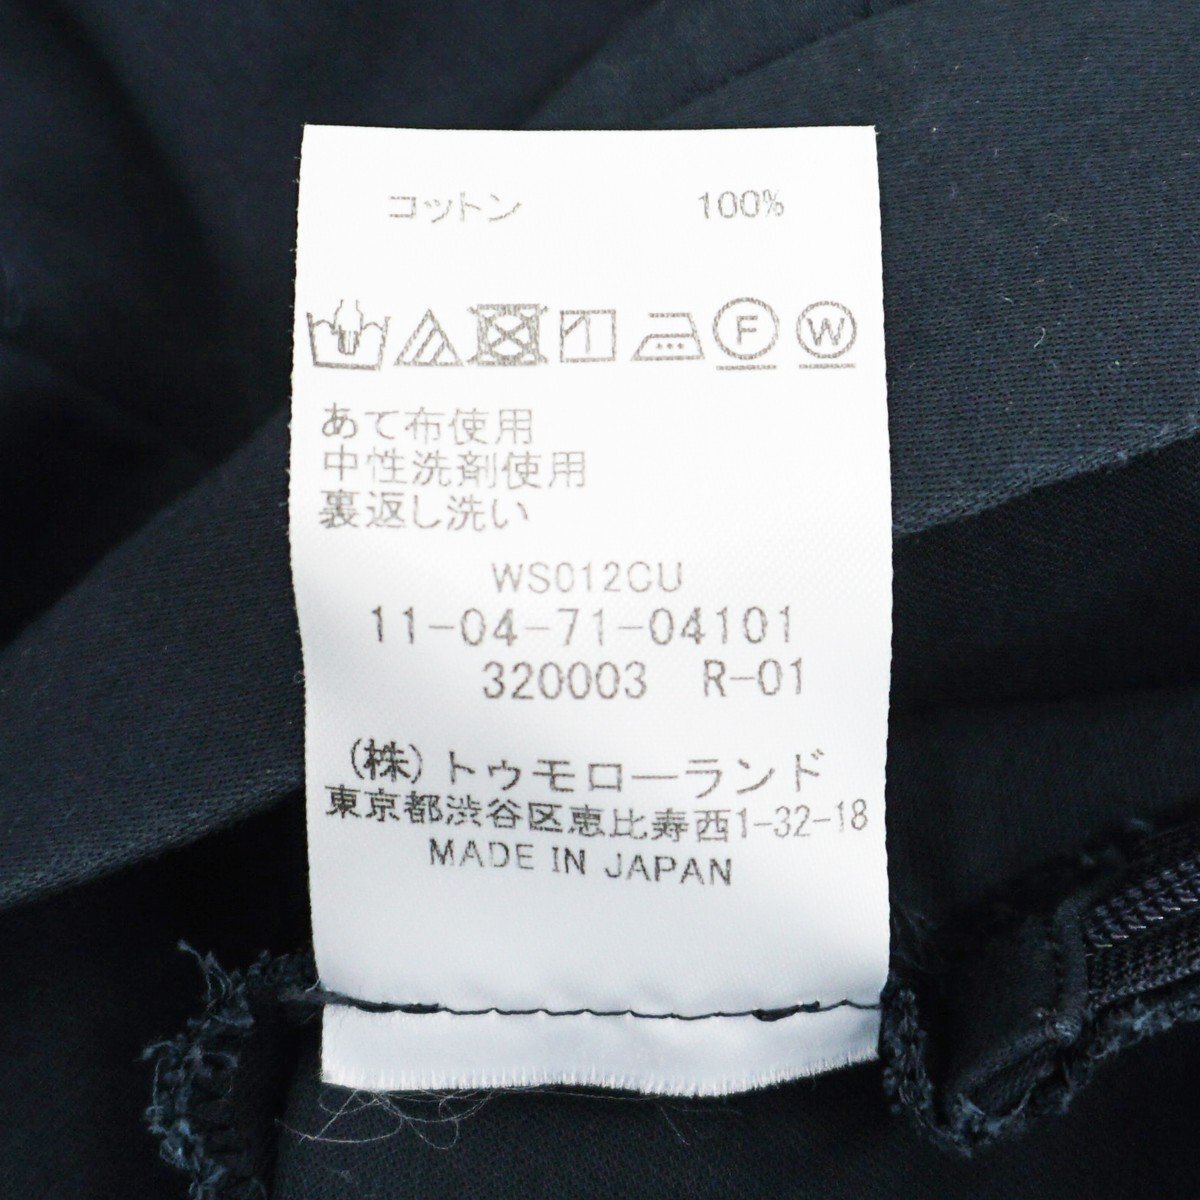 コットン 100%
F W
あて布使用
中性洗剤使用
裏返し洗い
WS012CU
11-04-71-04101
320003 R-01
(株)トゥモローランド
東京都渋谷区恵比寿西1-32-18
MADE IN JAPAN